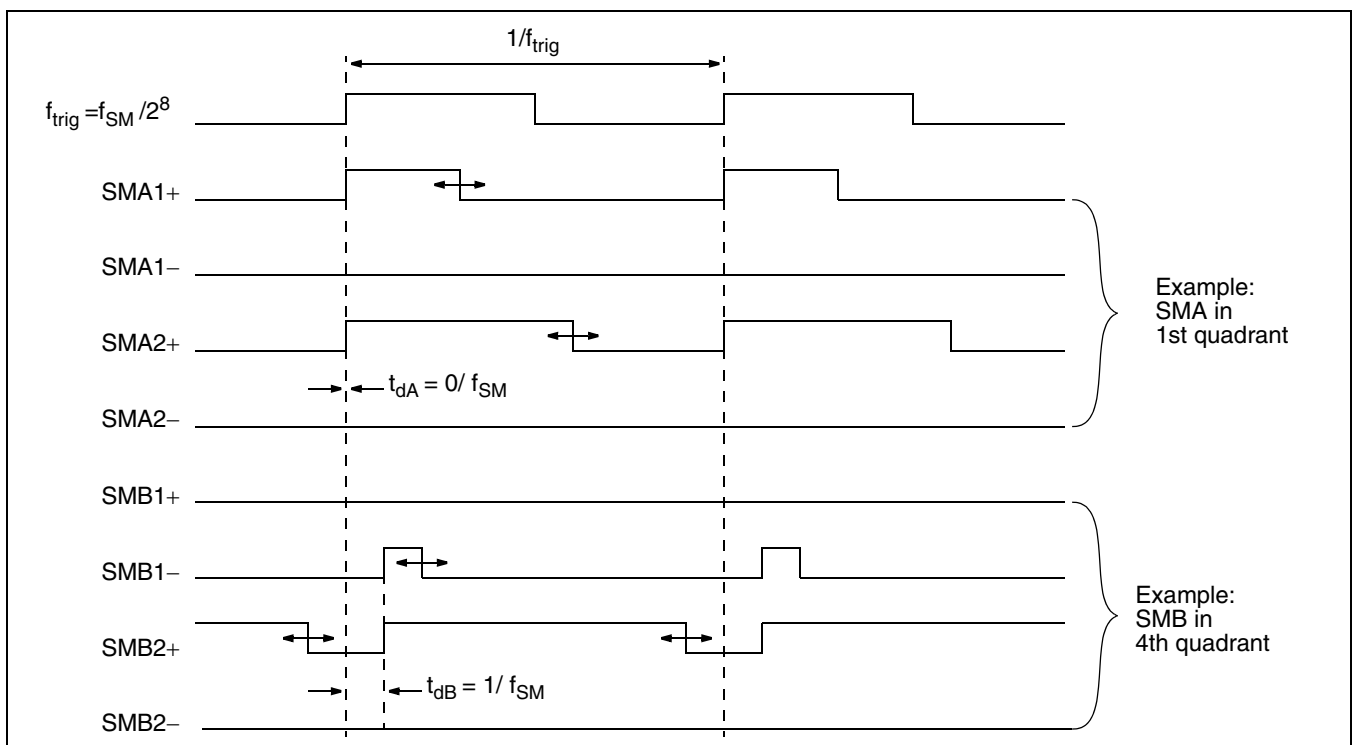 1/f_trig
f_trig =f_SM /2^8
SMA1+
SMA1−
SMA2+
t_dA = 0/ f_SM
SMA2−
Example:
SMA in
1st quadrant
SMB1+
SMB1−
SMB2+
t_dB = 1/ f_SM
SMB2−
Example:
SMB in
4th quadrant